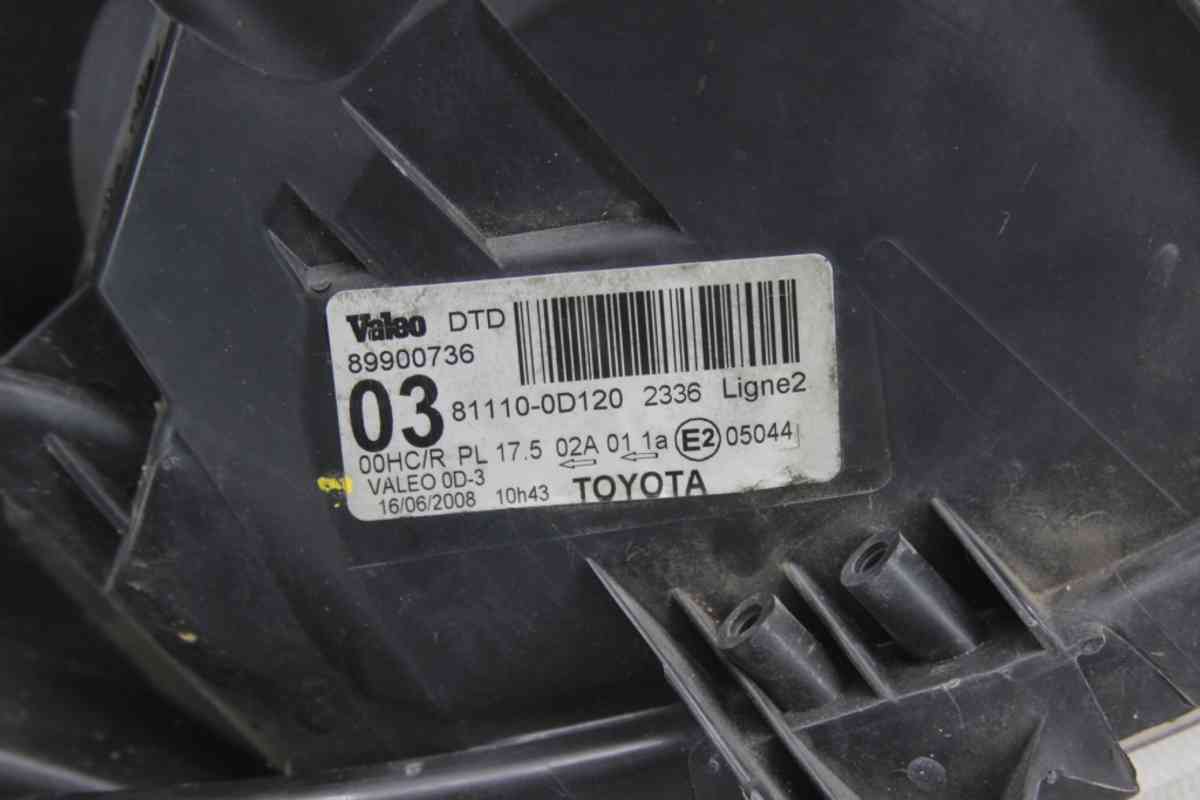 Valeo DTD
89900736
03 81110-0D120 2336 Ligne2
00HC/R PL 17.5 02A 01 1a E2 05044
VALEO 0D-3
16/06/2008 10h43 TOYOTA